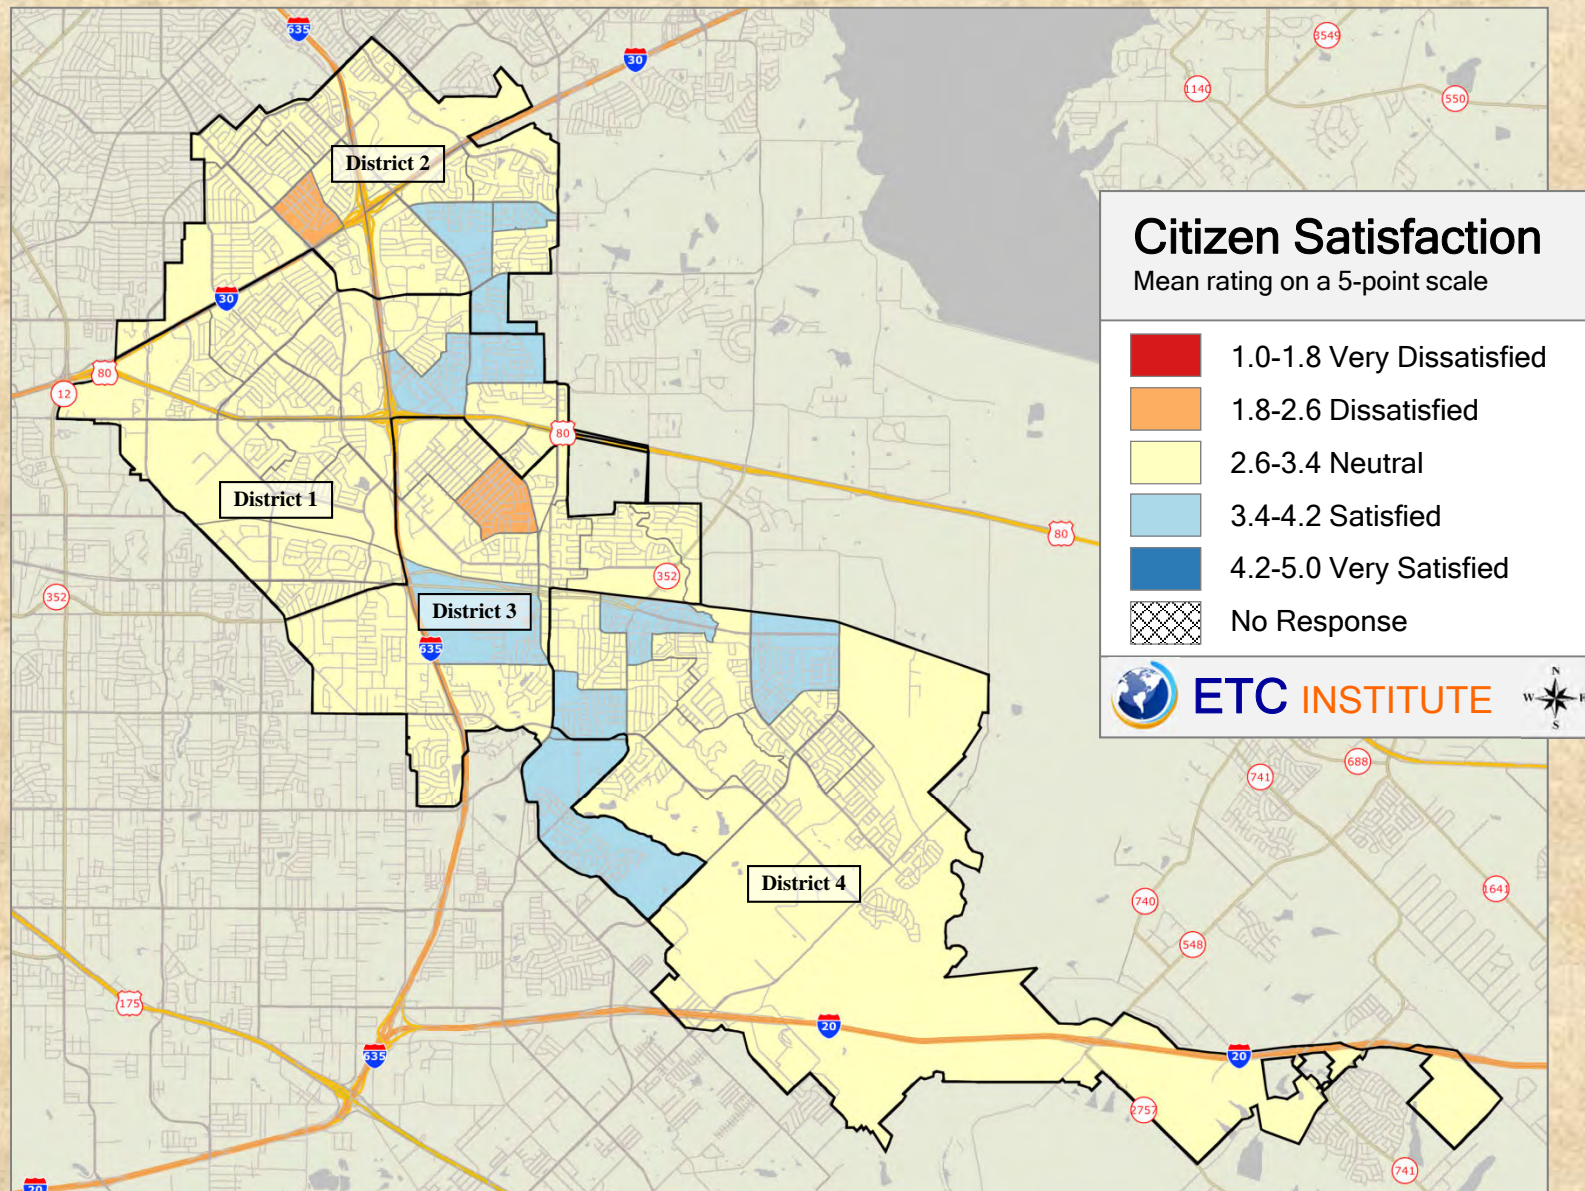 635
30
3549
1140
550
District 2
Citizen Satisfaction
Mean rating on a 5-point scale
30
1.0-1.8 Very Dissatisfied
80
12
1.8-2.6 Dissatisfied
80
2.6-3.4 Neutral
District 1
3.4-4.2 Satisfied
80
4.2-5.0 Very Satisfied
352
352
District 3
No Response
635
N
W
E
S
ETC INSTITUTE
688
741
District 4
1641
740
548
175
20
635
20
2757
741
20